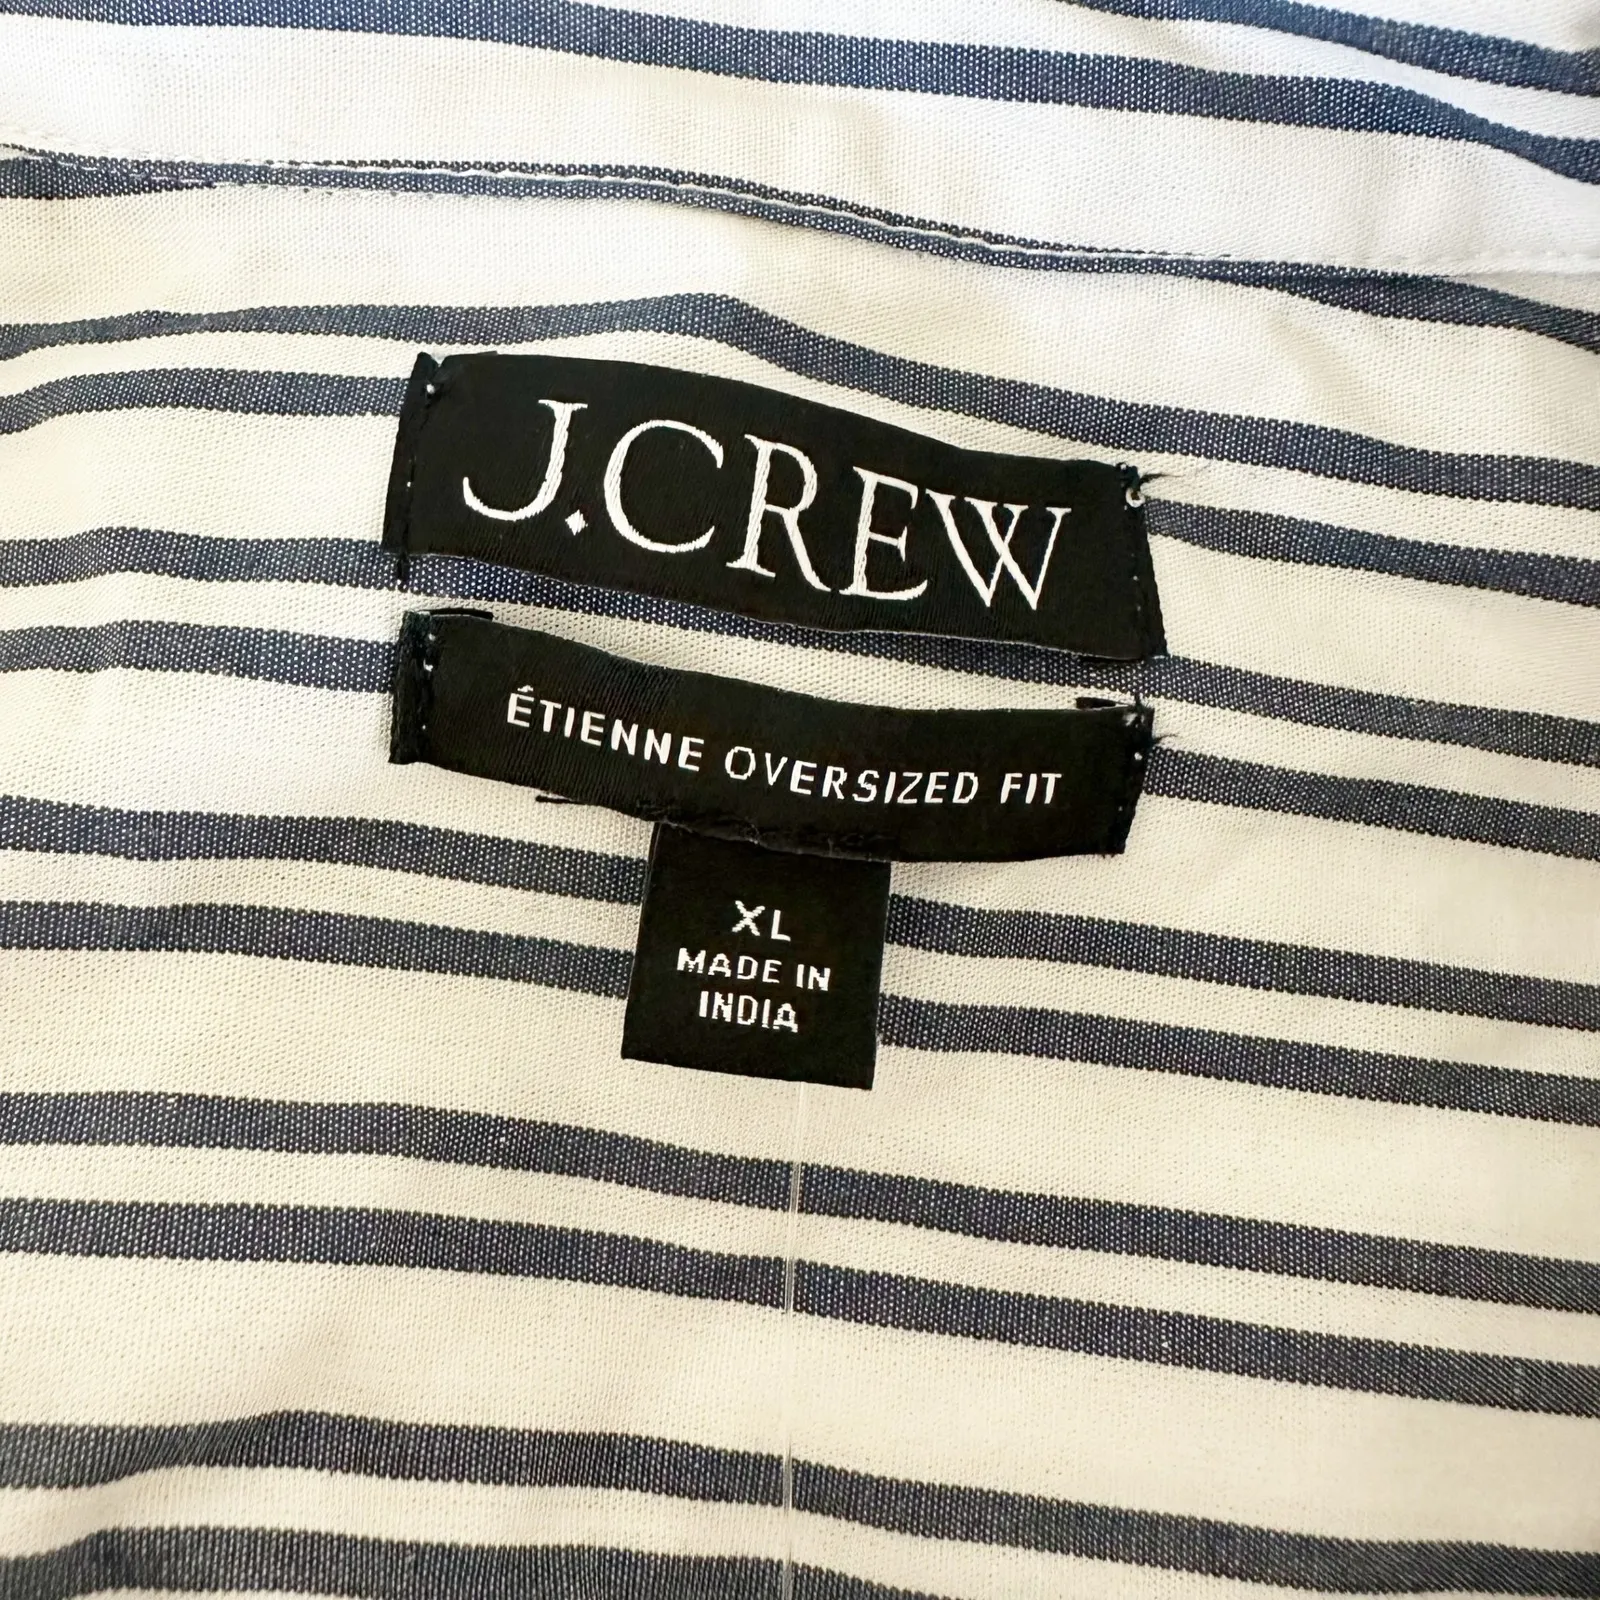 J.CREW
ÉTIENNE OVERSIZED FIT
XL
MADE IN
INDIA